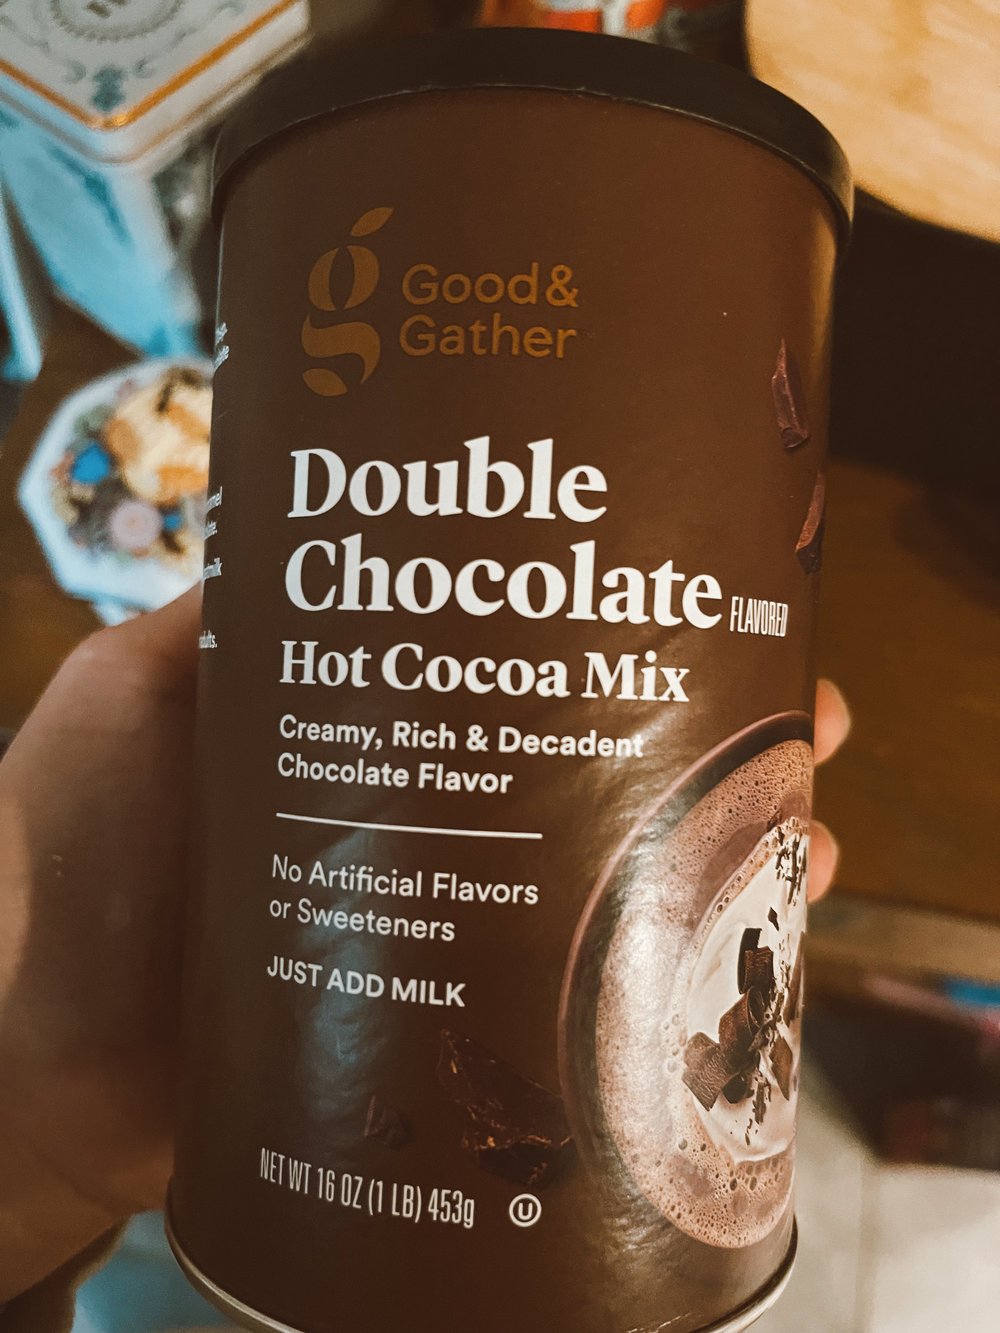 Good&
Gather
Double
Chocolate FLAVORED
Hot Cocoa Mix
Creamy, Rich & Decadent
Chocolate Flavor
No Artificial Flavors
or Sweeteners
JUST ADD MILK
NET WT 16 OZ (1 LB) 453g
U